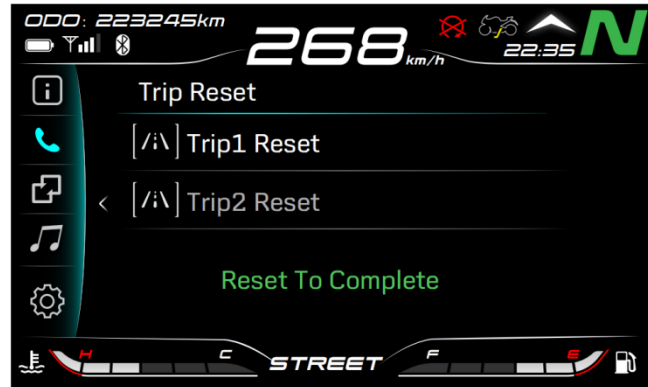 ODO: 223245km
268 km/h
22:35 N
Trip Reset
Trip1 Reset
Trip2 Reset
Reset To Complete
H C STREET F E